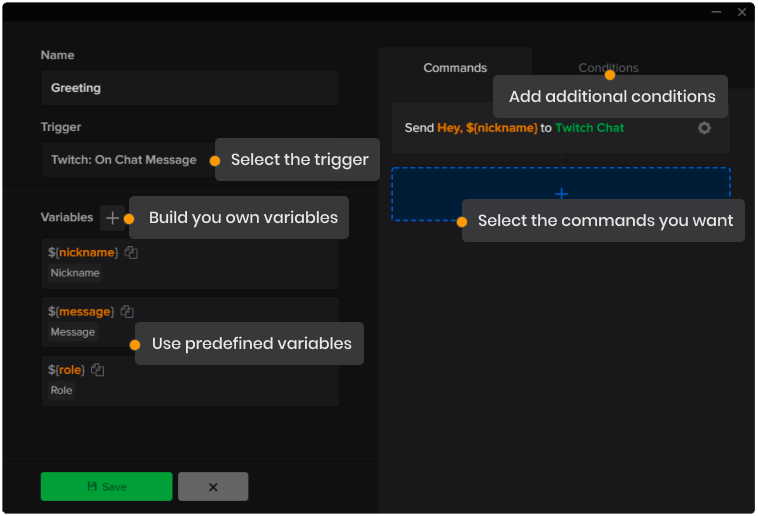 Name
Greeting
Trigger
Twitch: On Chat Message
Select the trigger
Variables +
Build you own variables
${nickname}
Nickname
${message}
Message
Use predefined variables
${role}
Role
Save
Commands
Conditions
Add additional conditions
Send Hey, ${nickname} to Twitch Chat
+
Select the commands you want